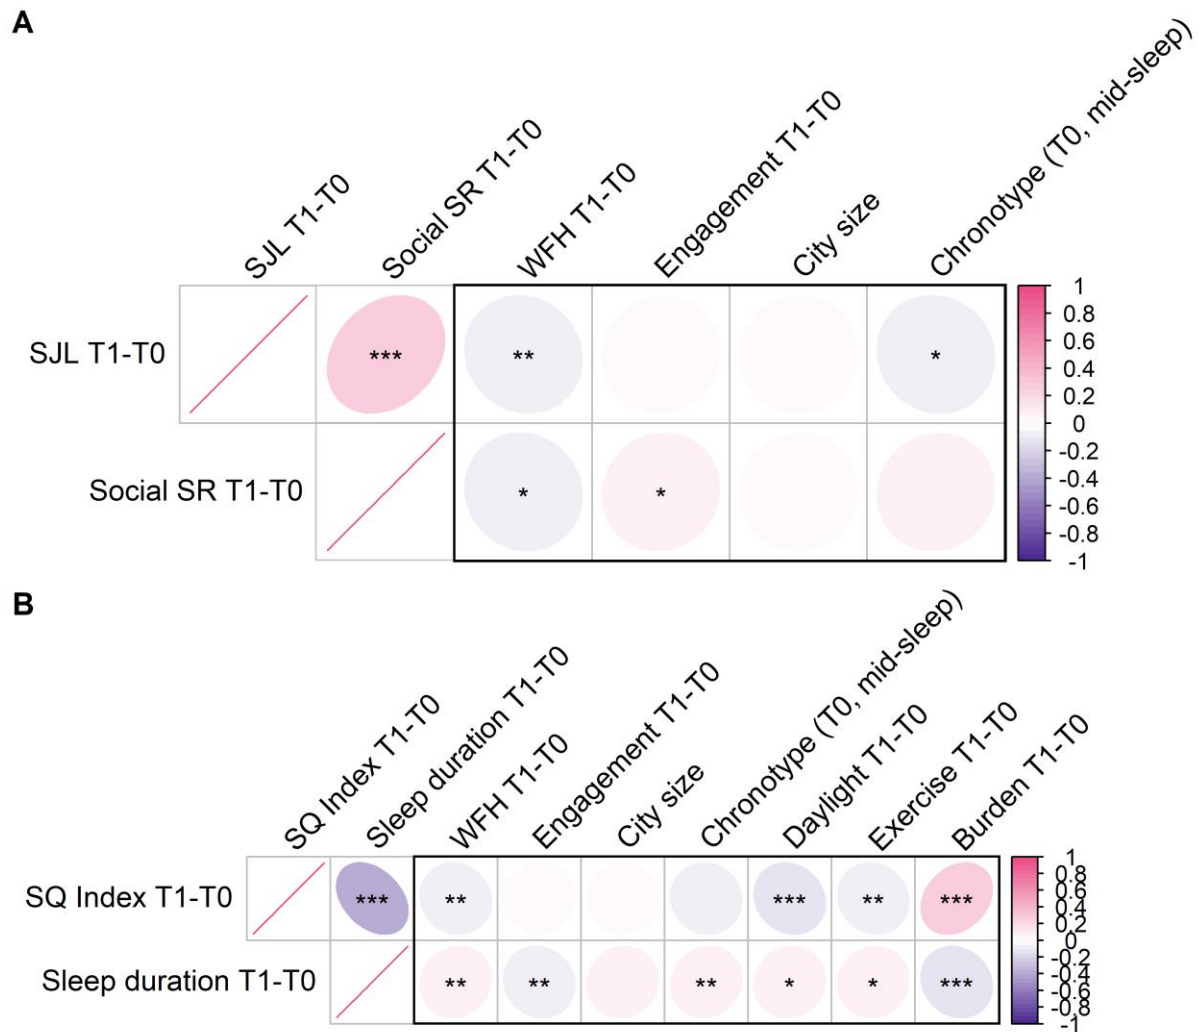 A
SJL T1-T0
Social SR T1-T0
WFH T1-T0
Engagement T1-T0
City size
Chronotype (T0, mid-sleep)
SJL T1-T0
***
**
*
Social SR T1-T0
*
*
1
0.8
0.6
0.4
0.2
0
-0.2
-0.4
-0.6
-0.8
-1
B
SQ Index T1-T0
Sleep duration T1-T0
WFH T1-T0
Engagement T1-T0
City size
Chronotype (T0, mid-sleep)
Daylight T1-T0
Exercise T1-T0
Burden T1-T0
SQ Index T1-T0
***
**
***
**
***
Sleep duration T1-T0
**
**
**
*
*
***
1
0.8
0.6
0.4
0.2
0
-0.2
-0.4
-0.6
-0.8
-1